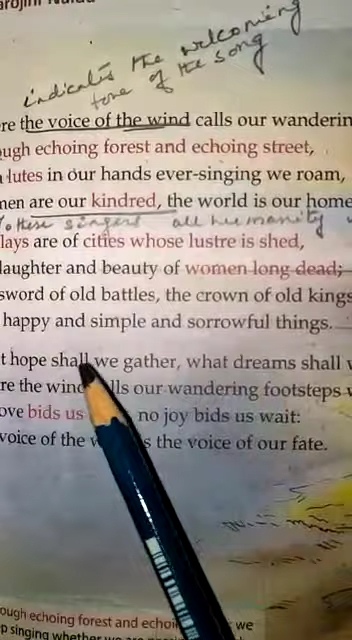 indicates the welcoming
tone of the song
re the voice of the wind calls our wanderin
ugh echoing forest and echoing street,
lutes in our hands ever-singing we roam,
men are our kindred, the world is our home
these singers all humanity
lays are of cities whose lustre is shed,
laughter and beauty of women long dead;
sword of old battles, the crown of old kings
happy and simple and sorrowful things.
t hope shall we gather, what dreams shall
re the wind lls our wandering footsteps
ove bids us no joy bids us wait:
voice of the w s the voice of our fate.
ough echoing forest and echoi we
p singing whether we are